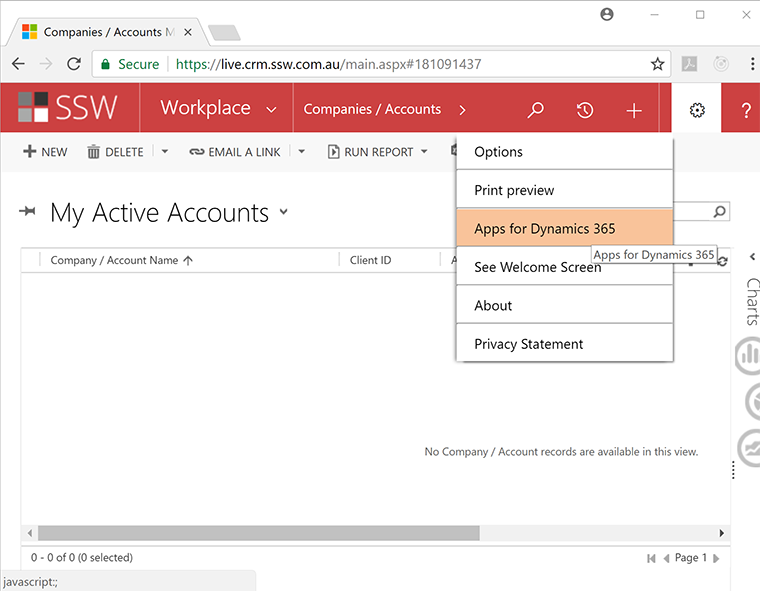 Companies / Accounts M
Secure
https://live.crm.ssw.com.au/main.aspx#181091437
SSW
Workplace
Companies / Accounts
?
NEW
DELETE
EMAIL A LINK
RUN REPORT
Options
Print preview
Apps for Dynamics 365
Apps for Dynamics 365
See Welcome Screen
About
Privacy Statement
My Active Accounts
Company / Account Name
Client ID
A
Charts
No Company / Account records are available in this view.
0 - 0 of 0 (0 selected)
Page 1
javascript:;